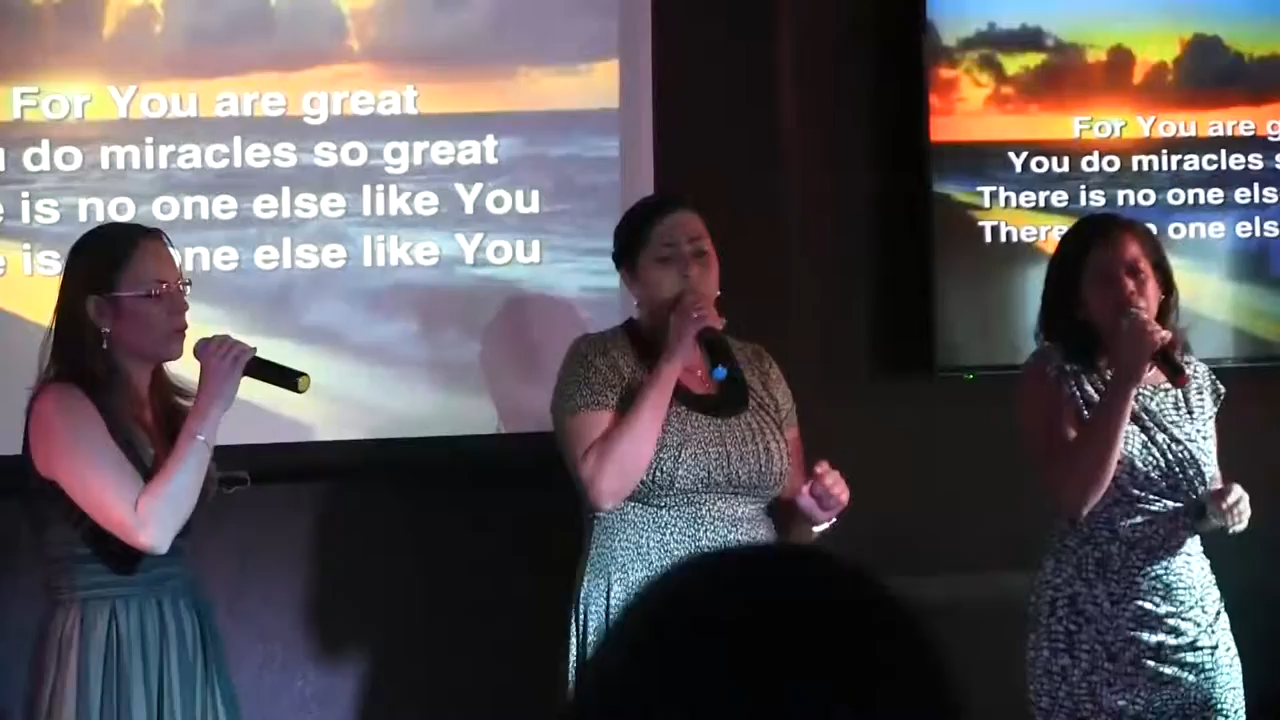 For You are great
do miracles so great
is no one else like You
is one else like You
For You are
You do miracles
There is no one els
There one els